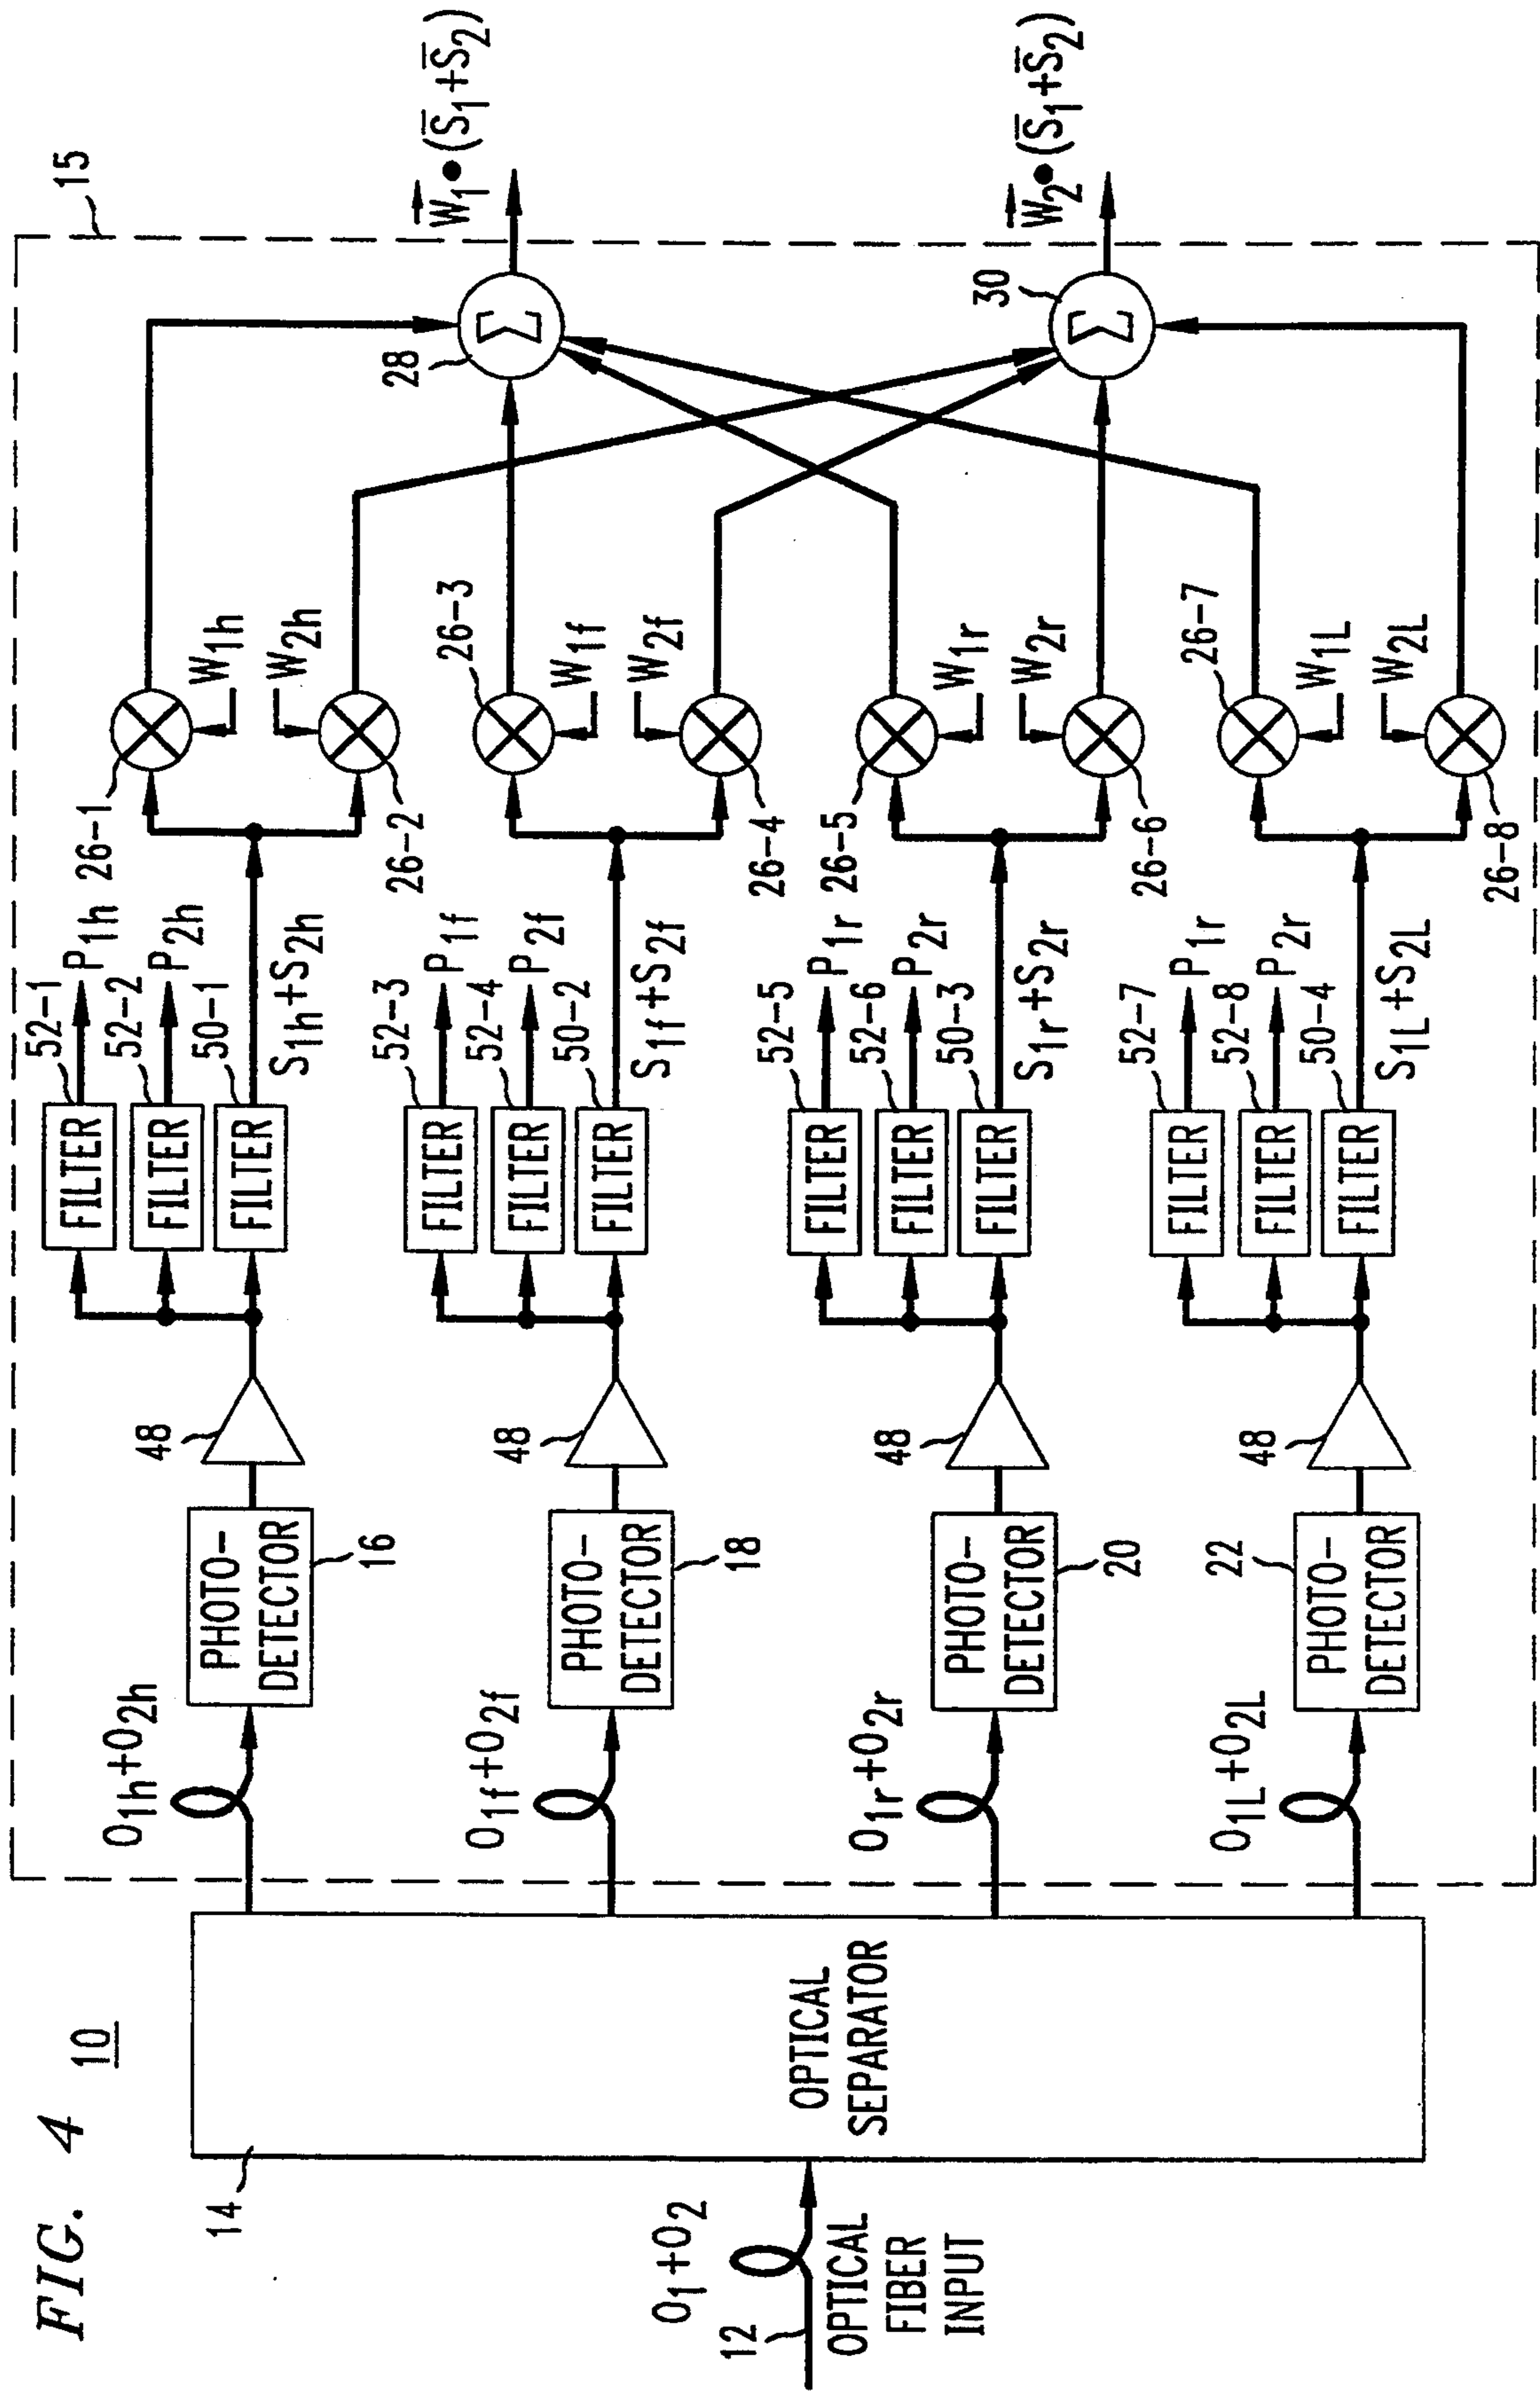 FIG. 4
10
15
O1+O2
12
OPTICAL
FIBER
INPUT
14
OPTICAL
SEPARATOR
O1h+O2h
PHOTO-
DETECTOR
16
48
FILTER
52-1
P1h
FILTER
52-2
P2h
FILTER
50-1
S1h+S2h
26-1
W1h
W2h
26-2
O1f+O2f
PHOTO-
DETECTOR
18
48
FILTER
52-3
P1f
FILTER
52-4
P2f
FILTER
50-2
S1f+S2f
26-3
W1f
W2f
26-4
O1r+O2r
PHOTO-
DETECTOR
20
48
FILTER
52-5
P1r
FILTER
52-6
P2r
FILTER
50-3
S1r+S2r
26-5
W1r
W2r
26-6
O1L+O2L
PHOTO-
DETECTOR
22
48
FILTER
52-7
P1r
FILTER
52-8
P2r
FILTER
50-4
S1L+S2L
26-7
W1L
W2L
26-8
Σ
28
W⃗1•(S̅1+S̅2)
Σ
30
W⃗2•(S̅1+S̅2)